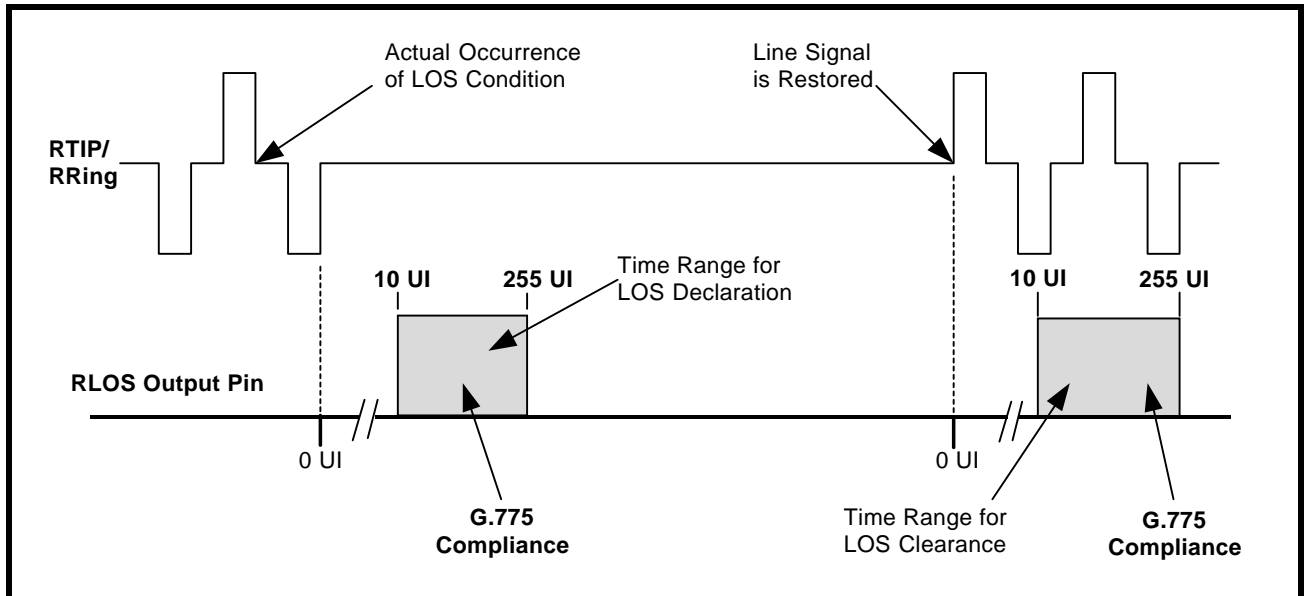 Actual Occurrence
of LOS Condition
Line Signal
is Restored
RTIP/
RRing
10 UI
255 UI
Time Range for
LOS Declaration
10 UI
255 UI
RLOS Output Pin
0 UI
0 UI
G.775
Compliance
Time Range for
LOS Clearance
G.775
Compliance